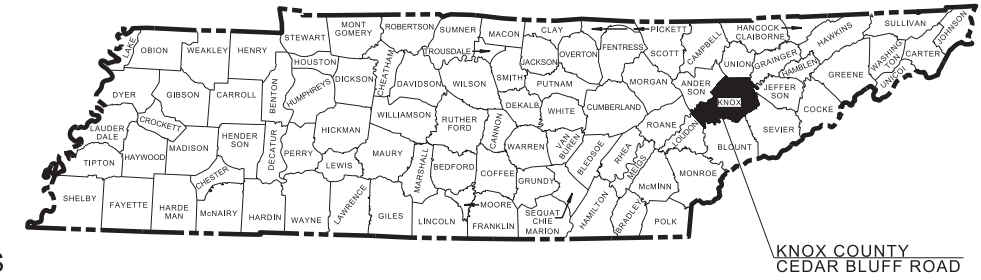 MONT
GOMERY
ROBERTSON
SUMNER
MACON
CLAY
PICKETT
HANCOCK
CLAIBORNE
HAWKINS
SULLIVAN
JOHNSON
LAKE
OBION
WEAKLEY
HENRY
STEWART
HOUSTON
CHEATHAM
TROUSDALE
JACKSON
OVERTON
FENTRESS
SCOTT
CAMPBELL
UNION
GRAINGER
HAMBLEN
GREENE
WASHING
TON
UNICOI
CARTER
DYER
GIBSON
CARROLL
BENTON
HUMPHREYS
DICKSON
DAVIDSON
WILSON
SMITH
PUTNAM
MORGAN
ANDER
SON
KNOX
JEFFER
SON
COCKE
CROCKETT
DEKALB
WHITE
CUMBERLAND
LAUDER
DALE
HAYWOOD
MADISON
HENDER
SON
DECATUR
PERRY
HICKMAN
WILLIAMSON
RUTHER
FORD
CANNON
WARREN
VAN
BUREN
BLEDSOE
RHEA
MEIGS
ROANE
LOUDON
BLOUNT
SEVIER
TIPTON
CHESTER
LEWIS
MAURY
MARSHALL
BEDFORD
COFFEE
GRUNDY
McMINN
MONROE
SHELBY
FAYETTE
HARDE
MAN
McNAIRY
HARDIN
WAYNE
LAWRENCE
GILES
LINCOLN
MOORE
FRANKLIN
SEQUAT
CHIE
MARION
HAMILTON
BRADLEY
POLK
KNOX COUNTY
CEDAR BLUFF ROAD
S